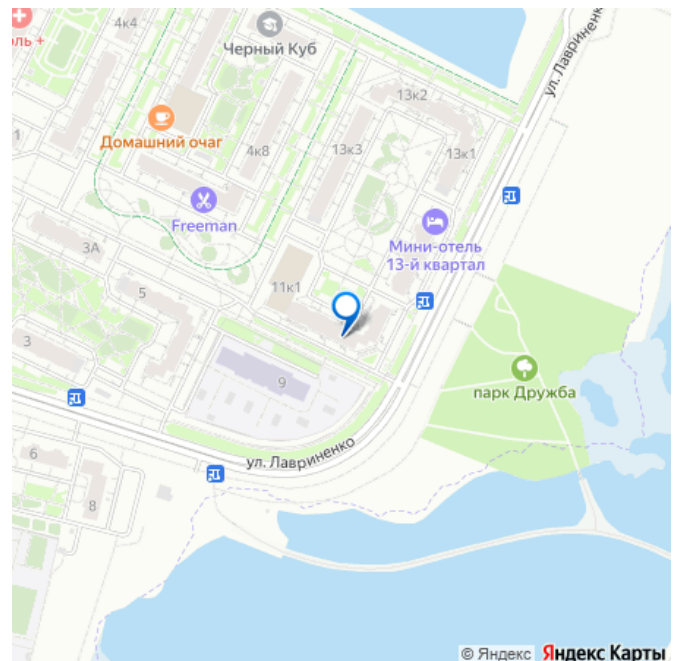 4к4
оль +
Черный Куб
ул. Лавриненко
13к2
1
Домашний очаг
4к8
13к3
13к1
Freeman
Мини-отель
13-й квартал
3А
5
11к1
3
9
парк Дружба
ул. Лавриненко
6
8
© Яндекс Яндекс Карты